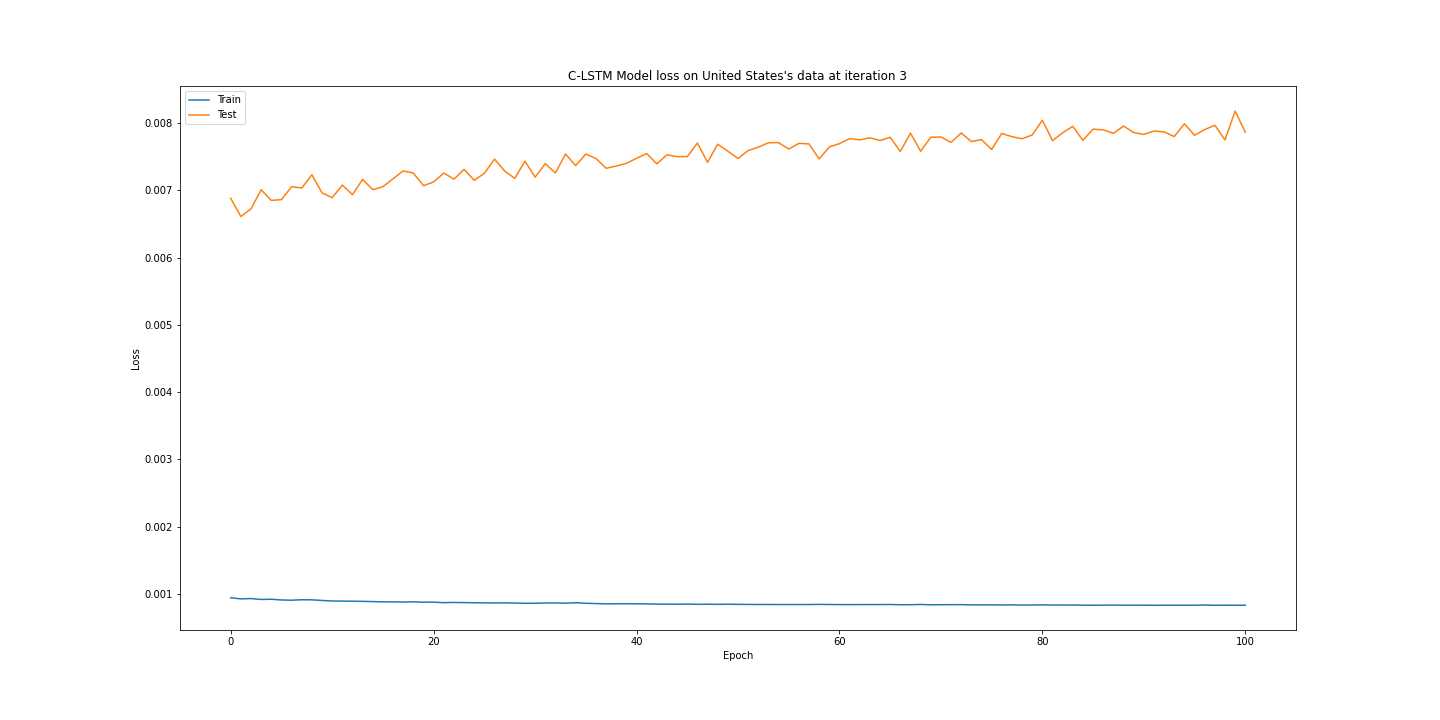 C-LSTM Model loss on United States's data at iteration 3
Train
Test
0.008
0.007
0.006
0.005
0.004
0.003
0.002
0.001
Loss
0 20 40 60 80 100
Epoch